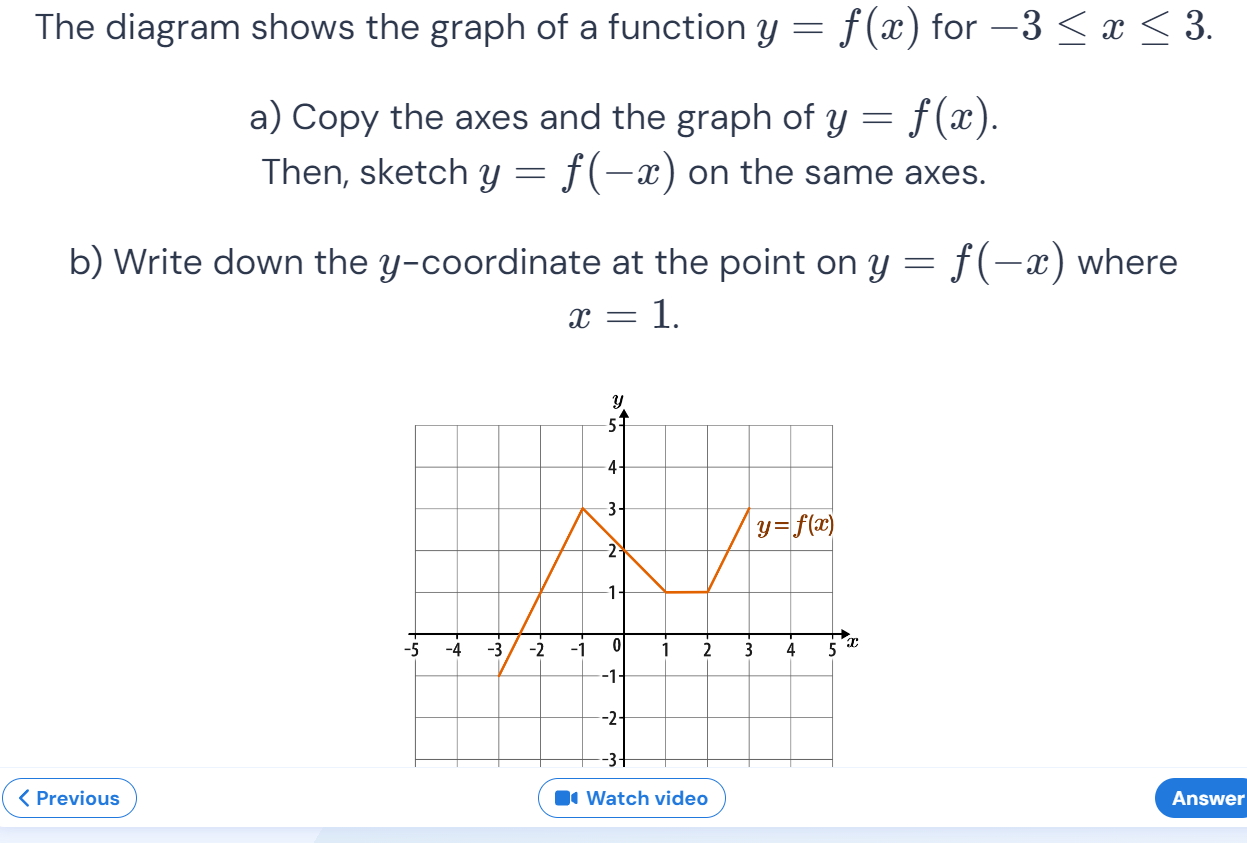 The diagram shows the graph of a function y = f(x) for −3 ≤ x ≤ 3.
a) Copy the axes and the graph of y = f(x).
Then, sketch y = f(−x) on the same axes.
b) Write down the y-coordinate at the point on y = f(−x) where
x = 1.
y
5
4
3
y = f(x)
2
1
-5 -4 -3 -2 -1 0 1 2 3 4 5 x
-1
-2
-3
Previous Watch video Answer